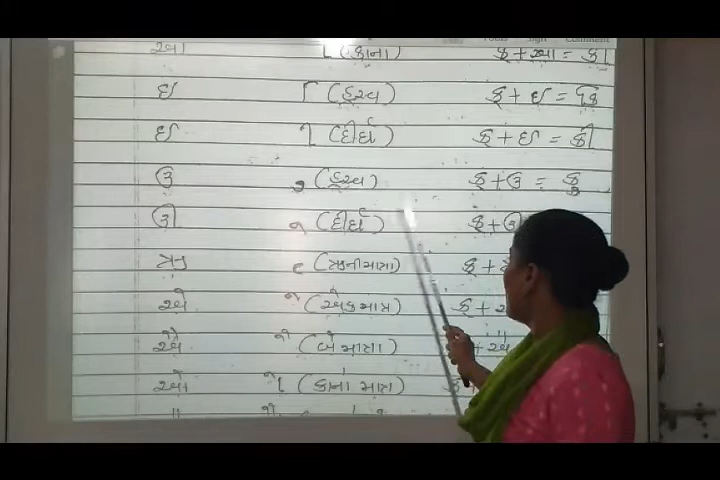 આ ા (કાના) ક્ + આ = કા
ઇ િ (હ્રસ્વ) ક્ + ઇ = કિ
ઈ ી (દીર્ઘ) ક્ + ઈ = કી
ઉ ુ (હ્રસ્વ) ક્ + ઉ = કુ
ઊ ૂ (દીર્ઘ) ક્ + ઊ
ઋ ૃ (ઋની માત્રા) ક્ +
એ ે (એક માત્ર) ક્ +
ઐ ૈ (બે માત્રા) + ઐ
ઓ ો (કાનો માત્ર)